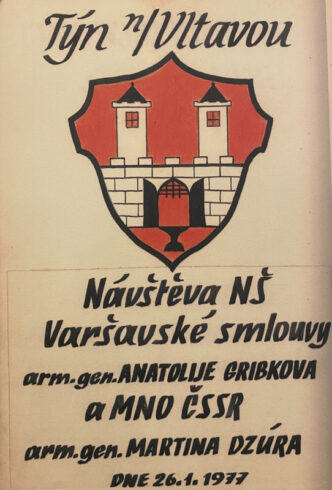 Týn n/Vltavou
Návštěva NŠ
Varšavské smlouvy
arm.gen. ANATOLIJE GRIBKOVA
a MNO ČSSR
arm.gen. MARTINA DZÚRA
DNE 26.1.1977